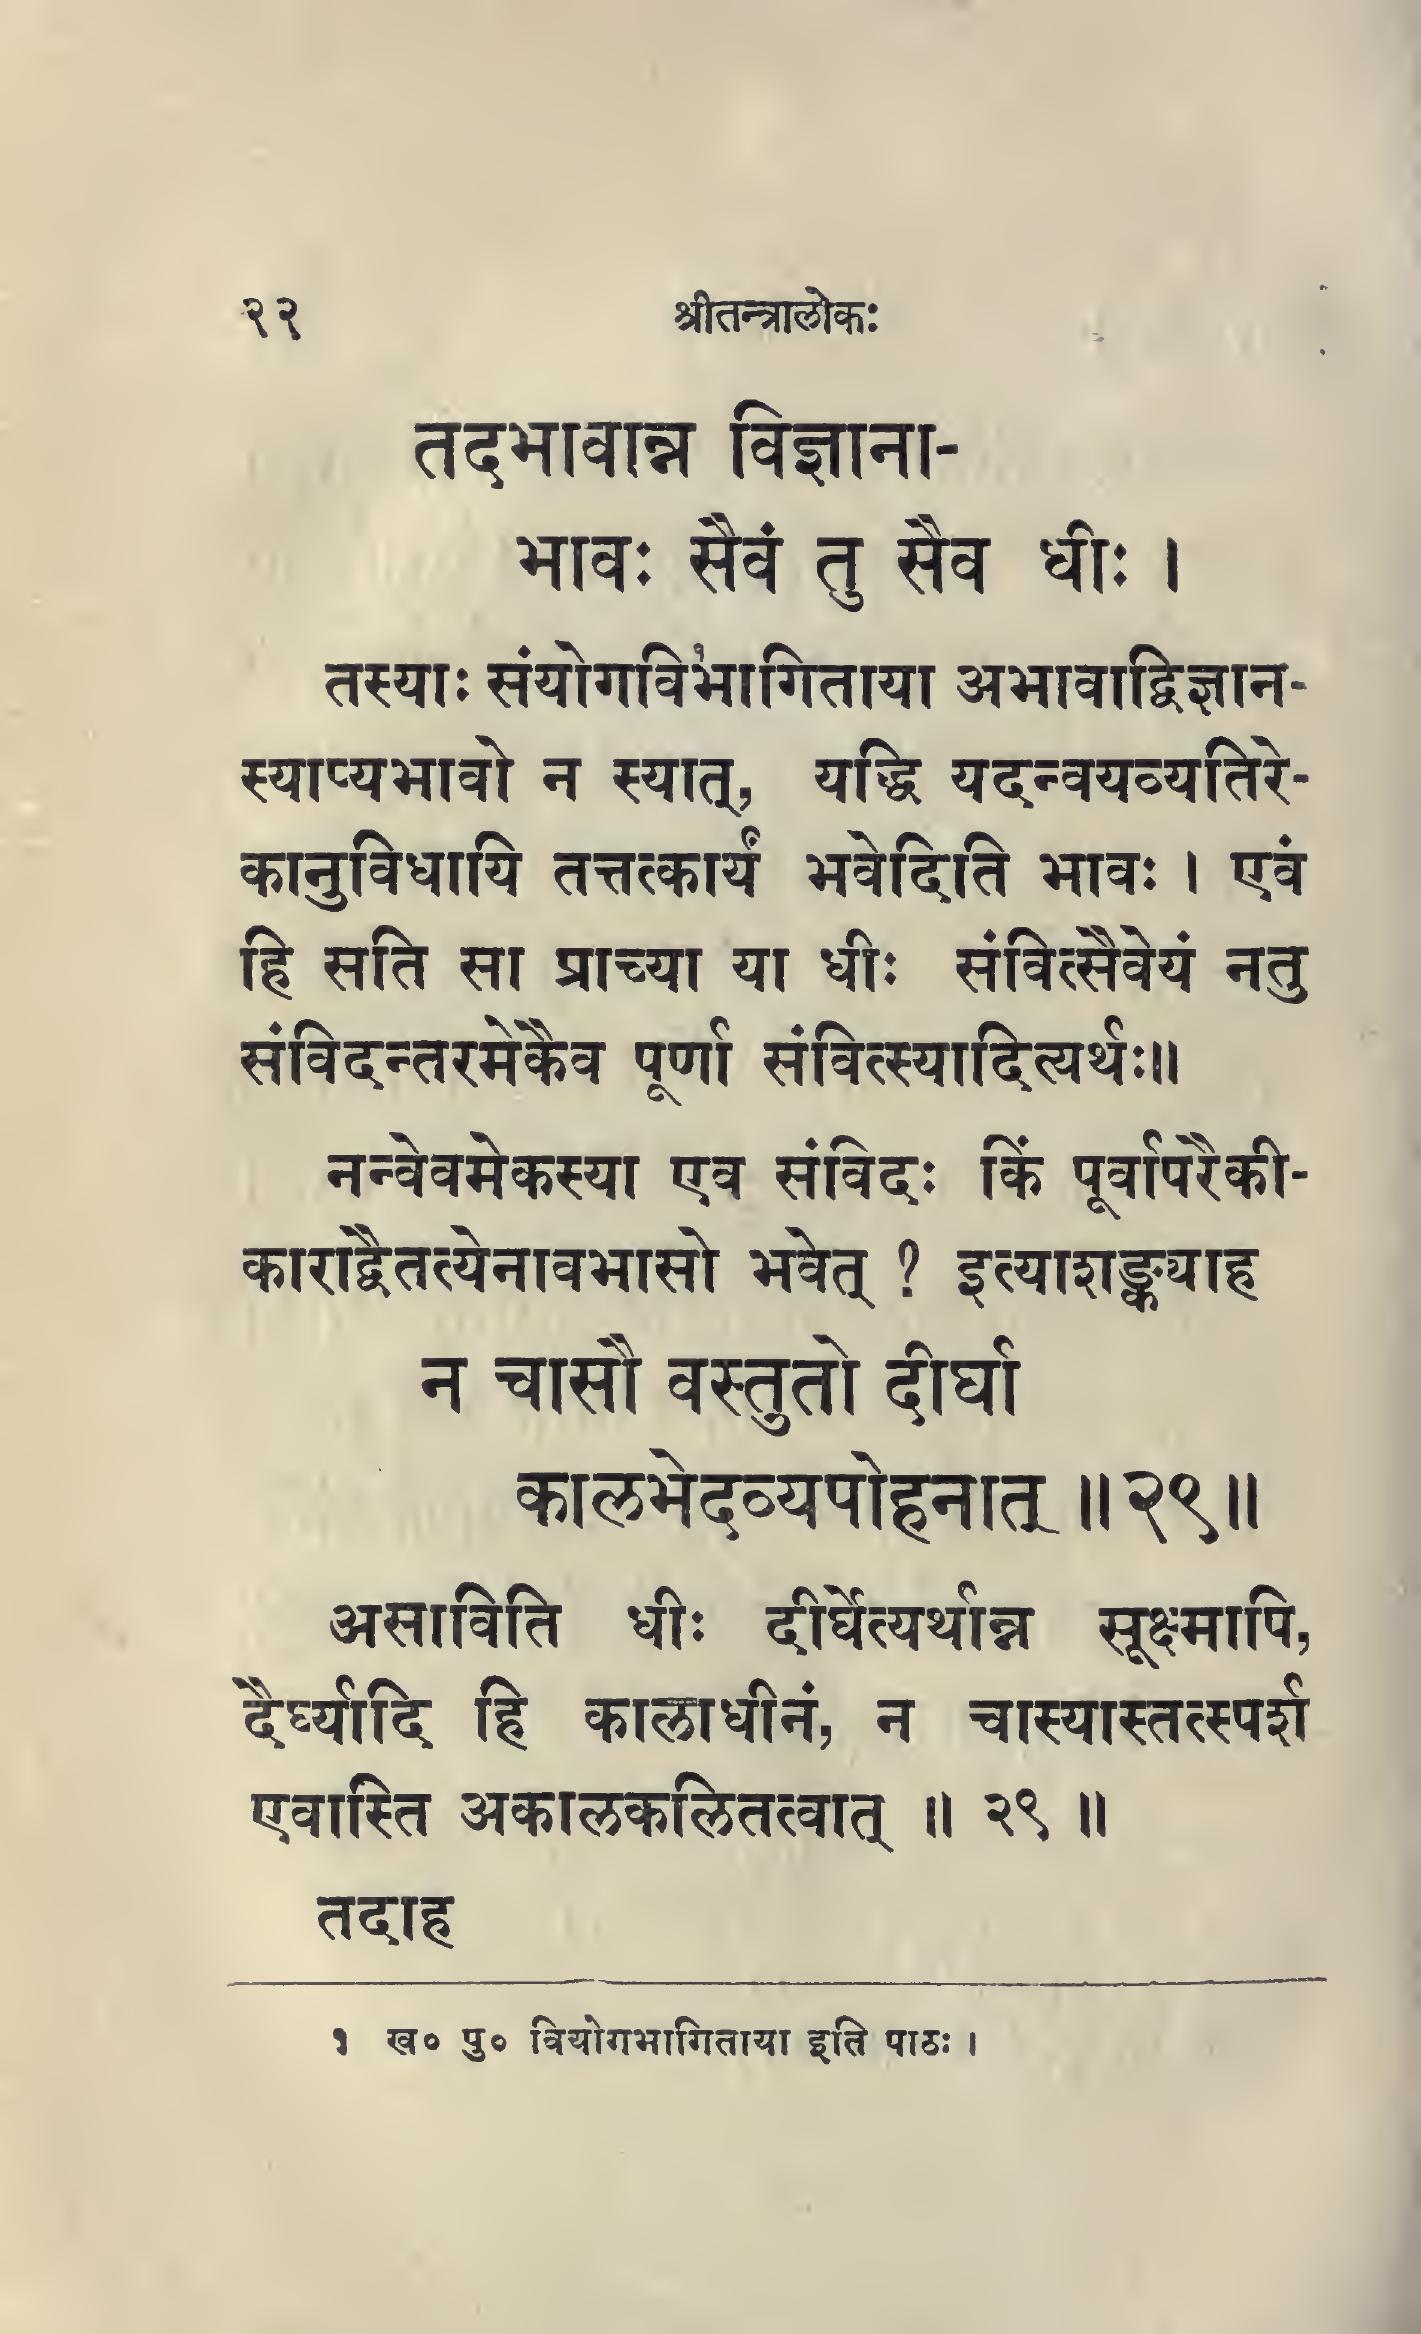 २२ श्रीतन्त्रालोकः
तदभावान्न विज्ञाना-
भावः सैवं तु सैव धीः ।
तस्याः संयोगवि१भागिताया अभावाद्विज्ञान-
स्याप्यभावो न स्यात्, यद्धि यदन्वयव्यतिरे-
कानुविधायि तत्तत्कार्यं भवेदिति भावः । एवं
हि सति सा प्राच्या या धीः संवित्सैवेयं नतु
संविदन्तरमेकैव पूर्णा संवित्स्यादित्यर्थः॥
नन्वेवमेकस्या एव संविदः किं पूर्वापरैकी-
काराद्वैतत्येनावभासो भवेत् ? इत्याशङ्क्याह
न चासौ वस्तुतो दीर्घा
कालभेदव्यपोहनात् ॥२९॥
असाविति धीः दीर्घेत्यर्थान्न सूक्ष्मापि,
दैर्घ्यादि हि कालाधीनं, न चास्यास्तत्स्पर्श
एवास्ति अकालकलितत्वात् ॥ २९ ॥
तदाह
१ ख० पु० वियोगभागिताया इति पाठः ।